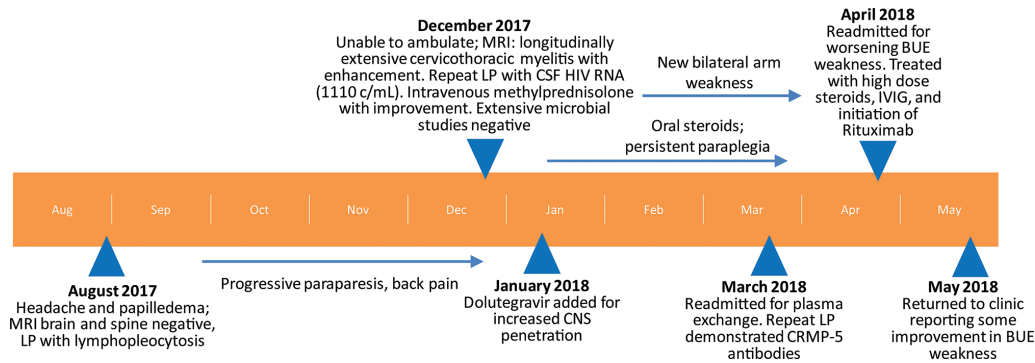 December 2017
Unable to ambulate; MRI: longitudinally
extensive cervicothoracic myelitis with
enhancement. Repeat LP with CSF HIV RNA
(1110 c/mL). Intravenous methylprednisolone
with improvement. Extensive microbial
studies negative
New bilateral arm
weakness
Oral steroids;
persistent paraplegia
April 2018
Readmitted for
worsening BUE
weakness. Treated
with high dose
steroids, IVIG, and
initiation of
Rituximab
Aug
Sep
Oct
Nov
Dec
Jan
Feb
Mar
Apr
May
August 2017
Headache and papilledema;
MRI brain and spine negative,
LP with lymphopleocytosis
Progressive paraparesis, back pain
January 2018
Dolutegravir added for
increased CNS
penetration
March 2018
Readmitted for plasma
exchange. Repeat LP
demonstrated CRMP-5
antibodies
May 2018
Returned to clinic
reporting some
improvement in BUE
weakness